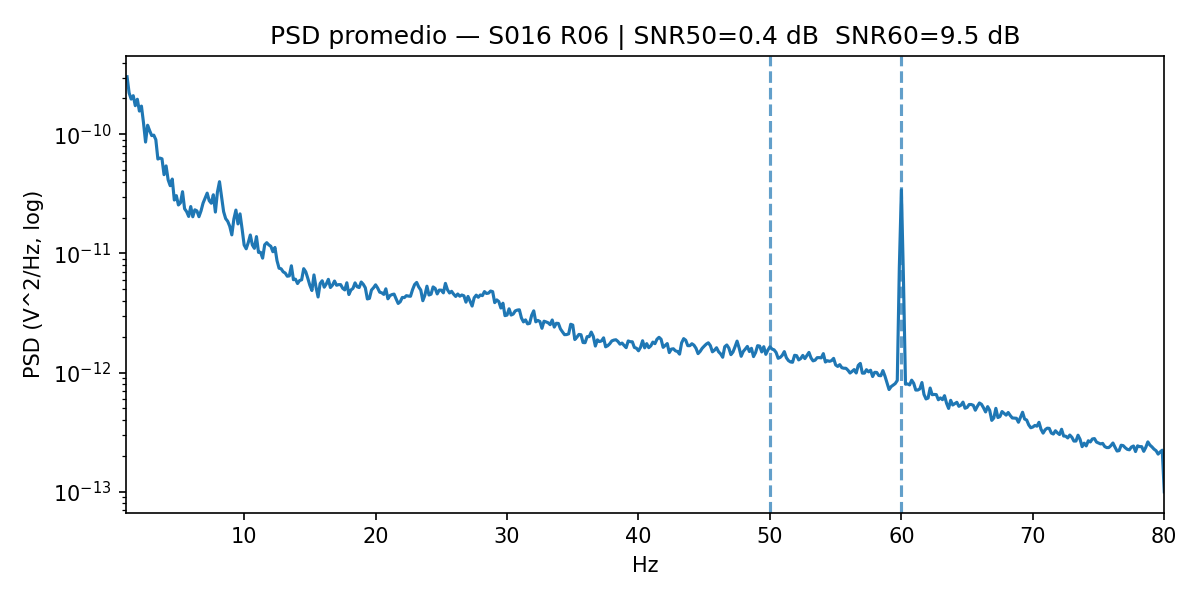 PSD promedio — S016 R06 | SNR50=0.4 dB  SNR60=9.5 dB
PSD (V^2/Hz, log)
10⁻¹⁰
10⁻¹¹
10⁻¹²
10⁻¹³
10 20 30 40 50 60 70 80
Hz